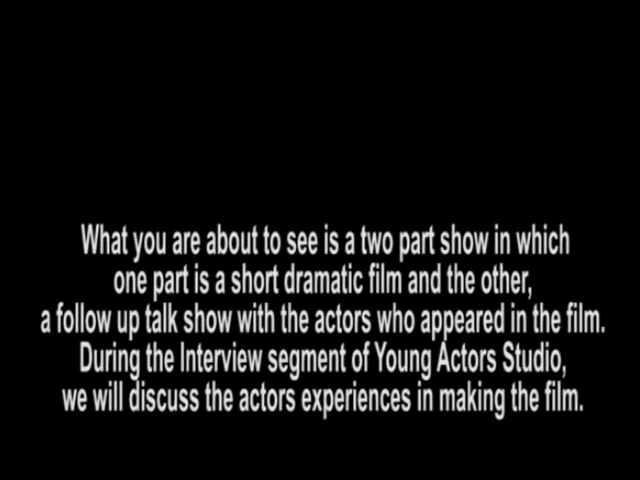 What you are about to see is a two part show in which
one part is a short dramatic film and the other,
a follow up talk show with the actors who appeared in the film.
During the Interview segment of Young Actors Studio,
we will discuss the actors experiences in making the film.